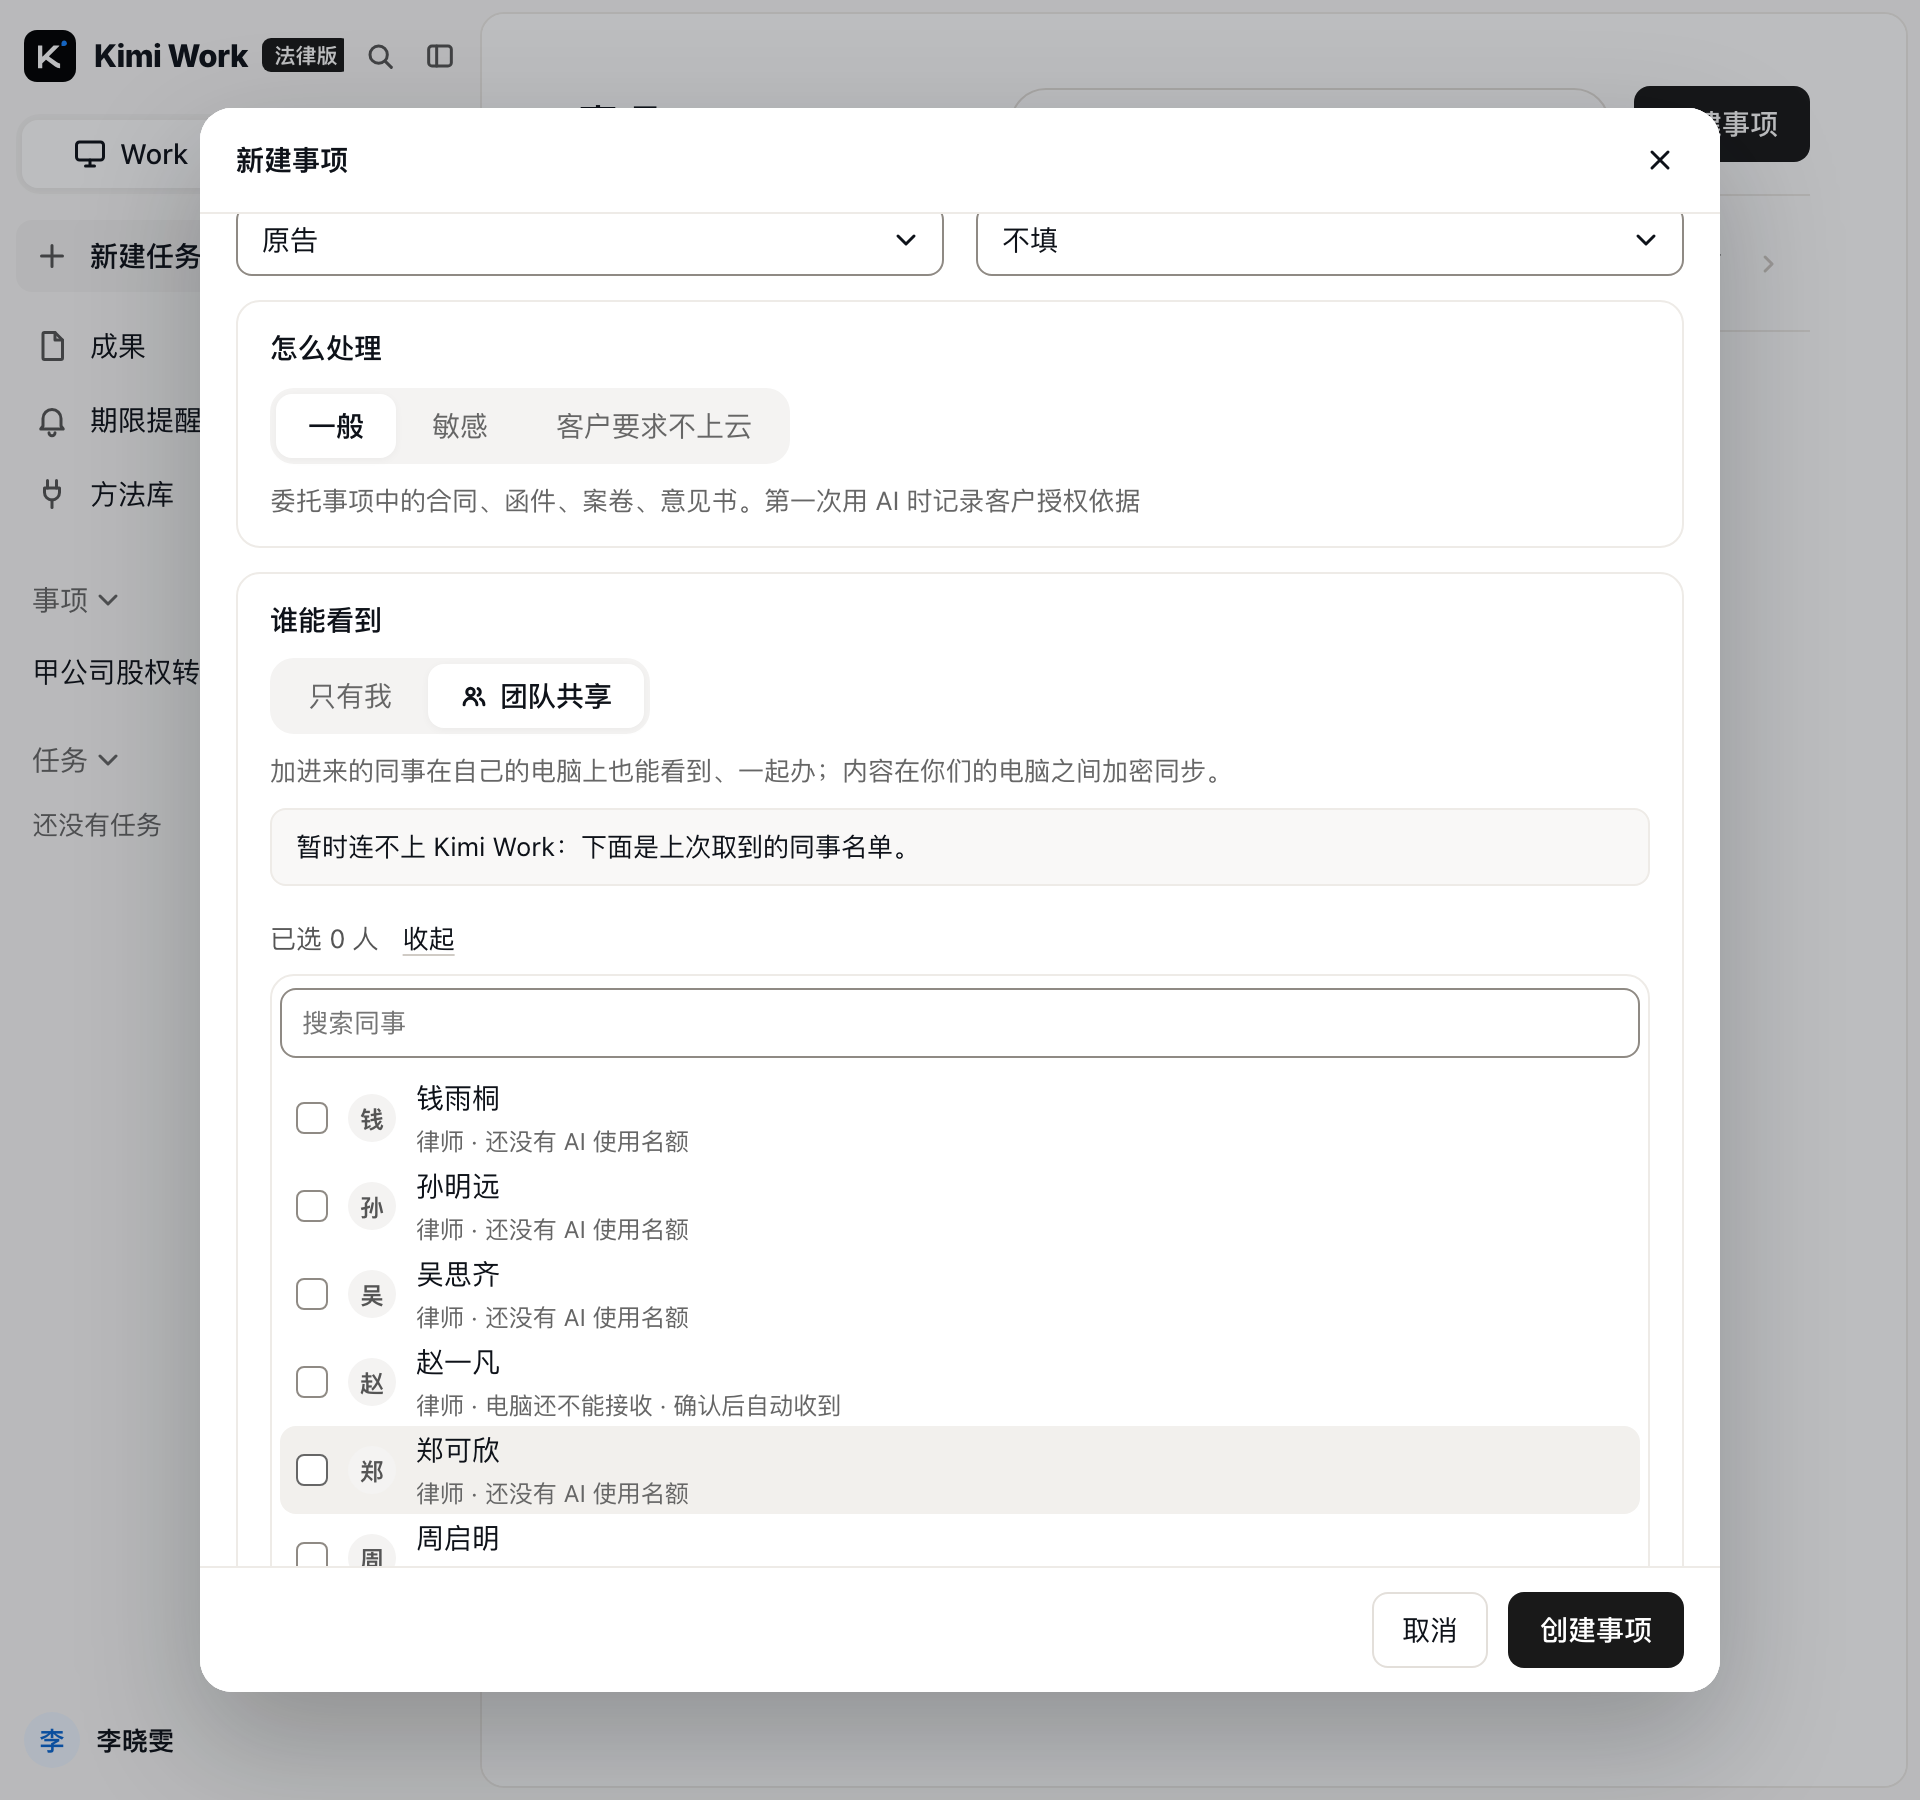 Kimi Work 法律版
Work
新建任务
成果
期限提醒
方法库
事项
甲公司股权转
任务
还没有任务
李 李晓雯
建事项
新建事项
原告
不填
怎么处理
一般 敏感 客户要求不上云
委托事项中的合同、函件、案卷、意见书。第一次用 AI 时记录客户授权依据
谁能看到
只有我 团队共享
加进来的同事在自己的电脑上也能看到、一起办；内容在你们的电脑之间加密同步。
暂时连不上 Kimi Work：下面是上次取到的同事名单。
已选 0 人 收起
搜索同事
钱 钱雨桐
律师 · 还没有 AI 使用名额
孙 孙明远
律师 · 还没有 AI 使用名额
吴 吴思齐
律师 · 还没有 AI 使用名额
赵 赵一凡
律师 · 电脑还不能接收 · 确认后自动收到
郑 郑可欣
律师 · 还没有 AI 使用名额
周 周启明
取消 创建事项